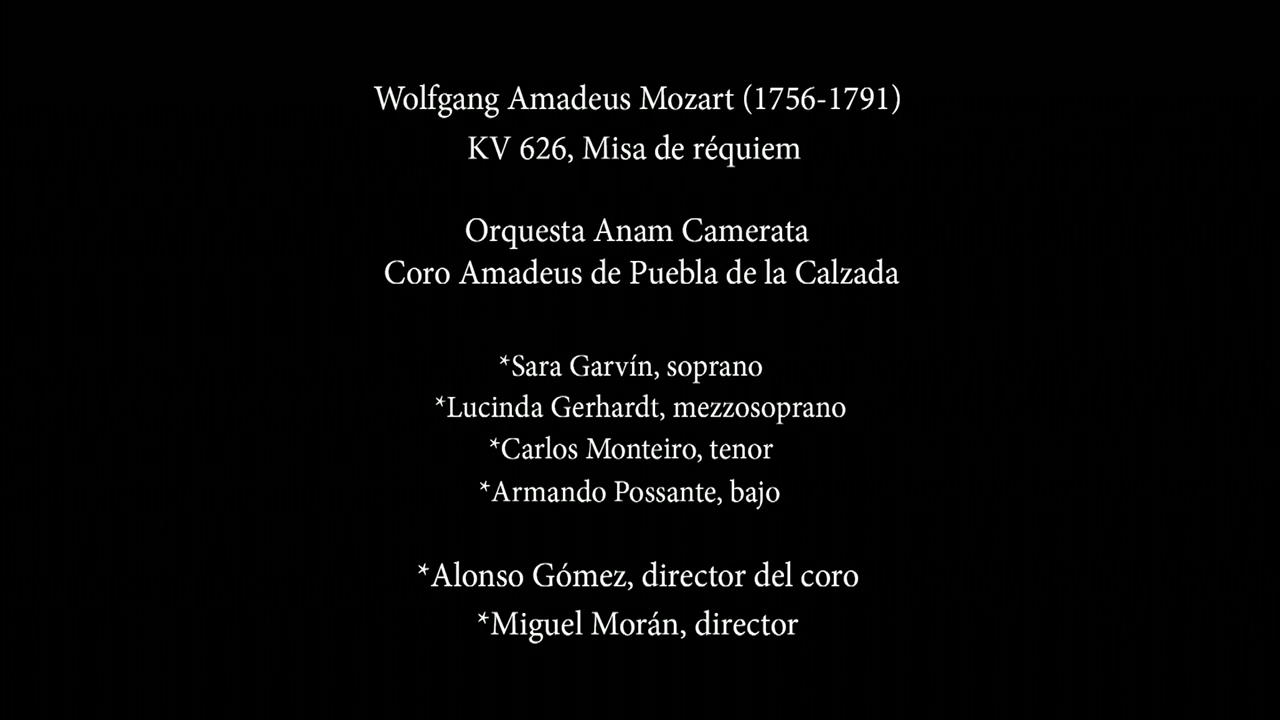 Wolfgang Amadeus Mozart (1756-1791)
KV 626, Misa de réquiem
Orquesta Anam Camerata
Coro Amadeus de Puebla de la Calzada
*Sara Garvín, soprano
*Lucinda Gerhardt, mezzosoprano
*Carlos Monteiro, tenor
*Armando Possante, bajo
*Alonso Gómez, director del coro
*Miguel Morán, director